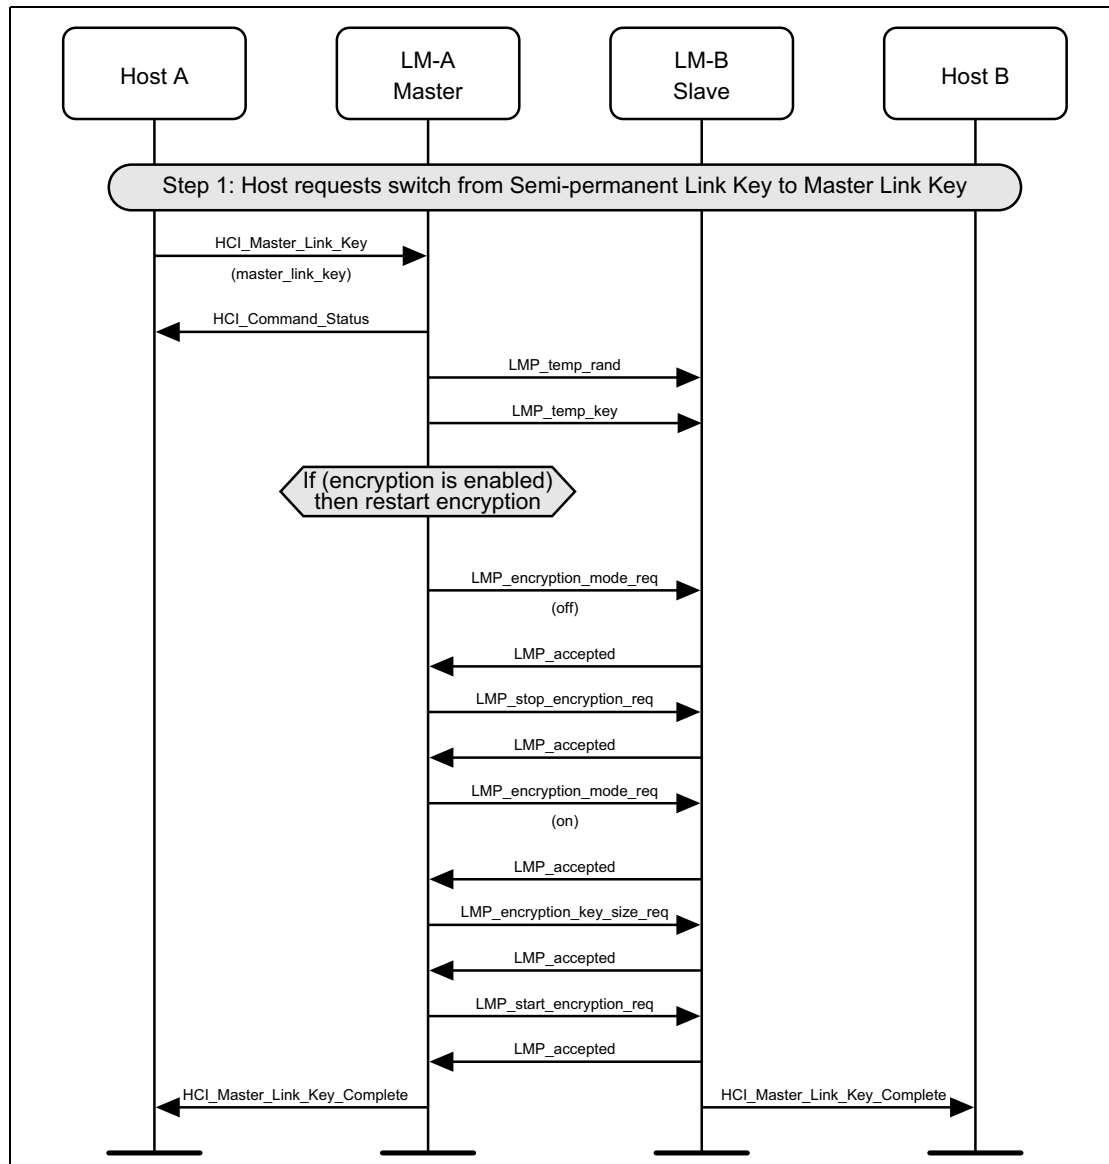 Host A
LM-A
Master
LM-B
Slave
Host B
Step 1: Host requests switch from Semi-permanent Link Key to Master Link Key
HCI_Master_Link_Key
(master_link_key)
HCI_Command_Status
LMP_temp_rand
LMP_temp_key
If (encryption is enabled)
then restart encryption
LMP_encryption_mode_req
(off)
LMP_accepted
LMP_stop_encryption_req
LMP_accepted
LMP_encryption_mode_req
(on)
LMP_accepted
LMP_encryption_key_size_req
LMP_accepted
LMP_start_encryption_req
LMP_accepted
HCI_Master_Link_Key_Complete
HCI_Master_Link_Key_Complete